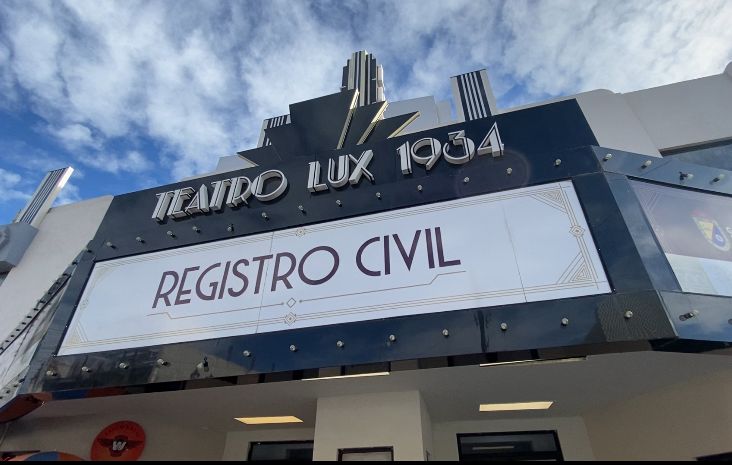 TEATRO LUX 1934
REGISTRO CIVIL